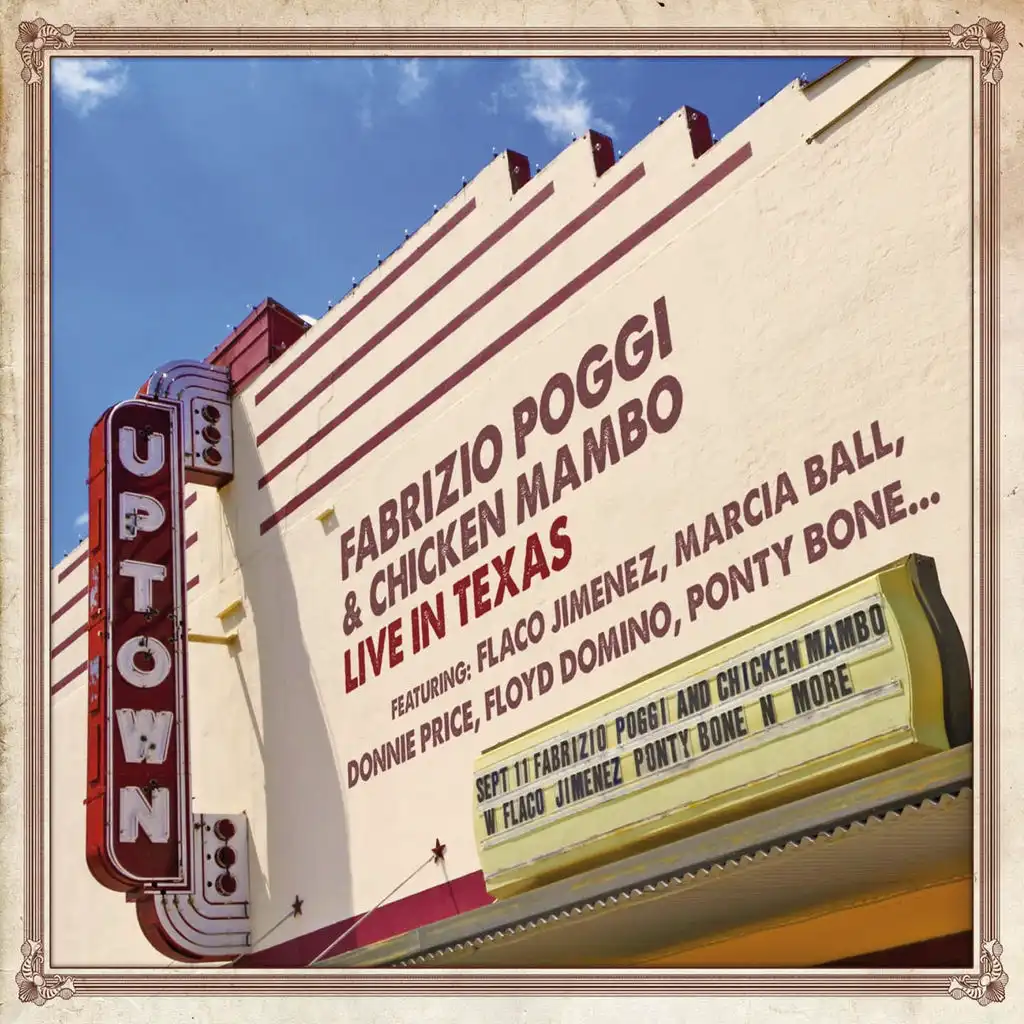 UPTOWN
FABRIZIO POGGI
& CHICKEN MAMBO
LIVE IN TEXAS
FEATURING: FLACO JIMENEZ, MARCIA BALL,
DONNIE PRICE, FLOYD DOMINO, PONTY BONE...
SEPT 11 FABRIZIO POGGI AND CHICKEN MAMBO
W FLACO JIMENEZ PONTY BONE N MORE